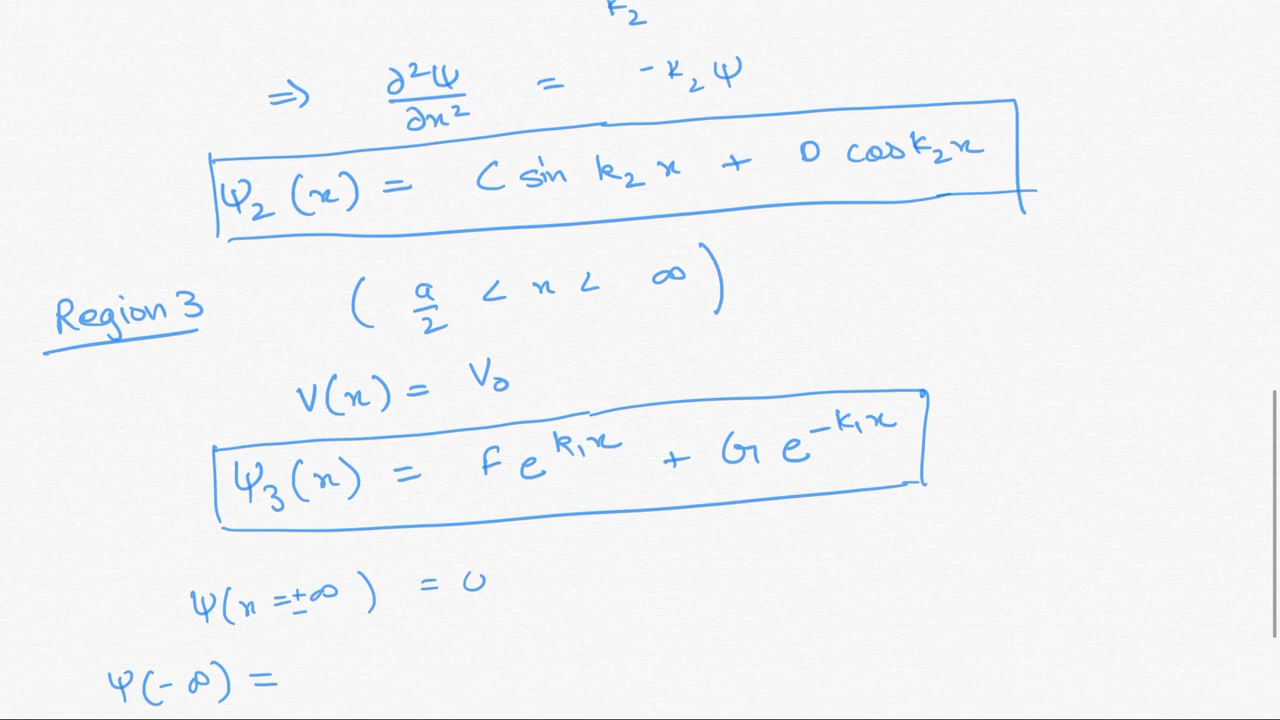 k₂
⇒ ∂²ψ/∂x² = -k₂ψ
ψ₂(x) = C sin k₂x + D cos k₂x
Region 3 ( a/2 < x < ∞ )
V(x) = V₀
ψ₃(x) = F e^{k₁x} + G e^{-k₁x}
ψ(x = ±∞) = 0
ψ(-∞) =